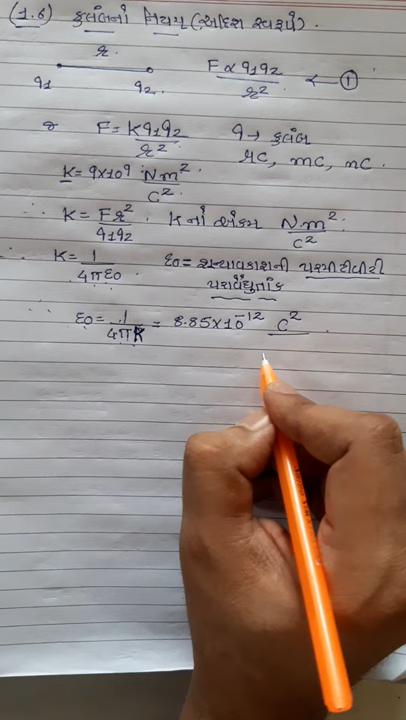 (1.6) કુલંબનો નિયમ (અદિશ સ્વરૂપ).
r
q1 q2 F α q1q2 / r² ← ①
F = Kq1q2 / r² q → કુલંબ
μC, mC, nC.
K = 9×10⁹ Nm² / C²
∴ K = Fr² / q1q2 . Kનો એકમ Nm² / C²
∴ K = 1 / 4πε0 ε0 = શૂન્યાવકાશની પરમીટીવીટી
પરાવૈદ્યુતાંક
∴ ε0 = 1 / 4πK = 8.85×10⁻¹² C²